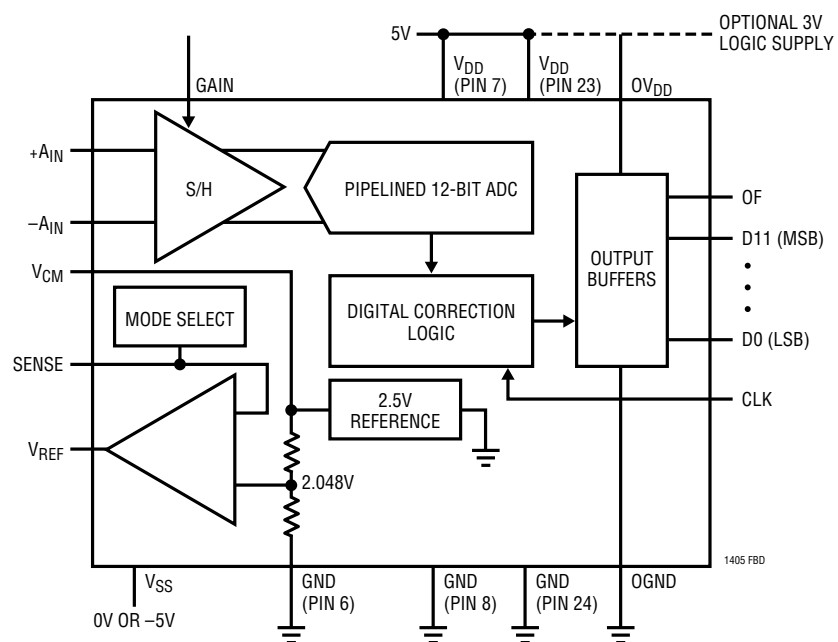 5V
OPTIONAL 3V
LOGIC SUPPLY
GAIN
VDD
(PIN 7)
VDD
(PIN 23)
OVDD
+AIN
–AIN
S/H
PIPELINED 12-BIT ADC
OUTPUT
BUFFERS
OF
D11 (MSB)
D0 (LSB)
CLK
VCM
MODE SELECT
DIGITAL CORRECTION
LOGIC
SENSE
VREF
2.5V
REFERENCE
2.048V
1405 FBD
VSS
0V OR –5V
GND
(PIN 6)
GND
(PIN 8)
GND
(PIN 24)
OGND